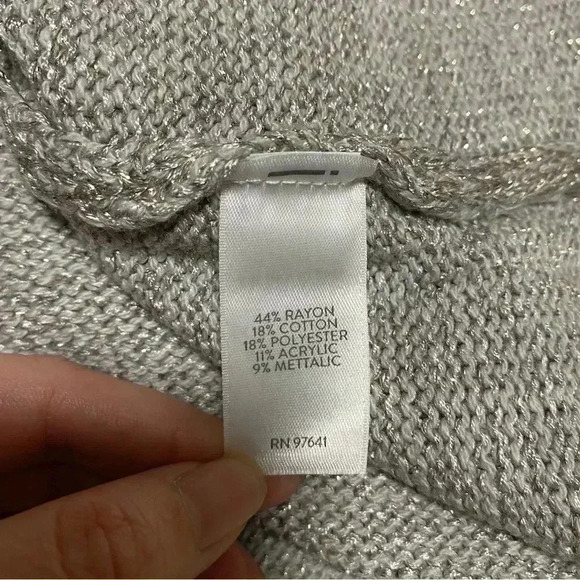 44% RAYON
18% COTTON
18% POLYESTER
11% ACRYLIC
9% METTALIC
RN 97641